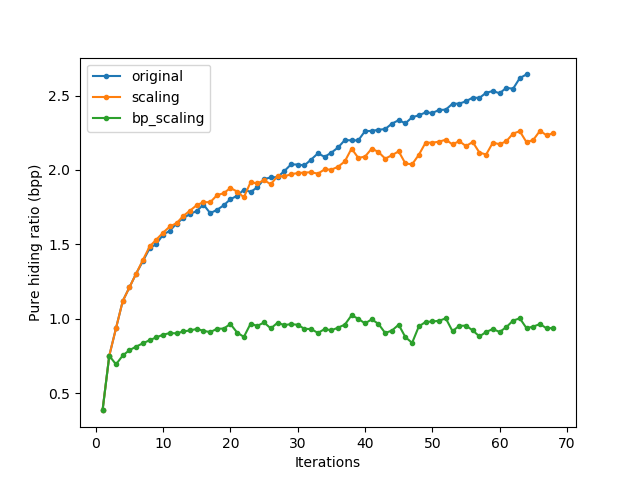 original
scaling
bp_scaling
Pure hiding ratio (bpp)
2.5
2.0
1.5
1.0
0.5
0 10 20 30 40 50 60 70
Iterations